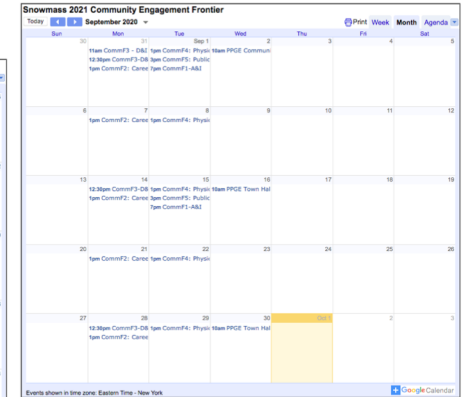 Snowmass 2021 Community Engagement Frontier
Today September 2020 Print Week Month Agenda
Sun Mon Tue Wed Thu Fri Sat
30 31 Sep 1 2 3 4 5
11am CommF3 - D&I 1pm CommF4: Physic 10am PPGE Commun
12:30pm CommF3-D& 3pm CommF5: Public
1pm CommF2: Caree 7pm CommF1-A&I
6 7 8 9 10 11 12
1pm CommF2: Caree 1pm CommF4: Physic
13 14 15 16 17 18 19
12:30pm CommF3-D& 1pm CommF4: Physic 10am PPGE Town Hal
1pm CommF2: Caree 3pm CommF5: Public
7pm CommF1-A&I
20 21 22 23 24 25 26
1pm CommF2: Caree 1pm CommF4: Physic
27 28 29 30 Oct 1 2 3
12:30pm CommF3-D& 1pm CommF4: Physic 10am PPGE Town Hal
1pm CommF2: Caree
Events shown in time zone: Eastern Time - New York
+ Google Calendar